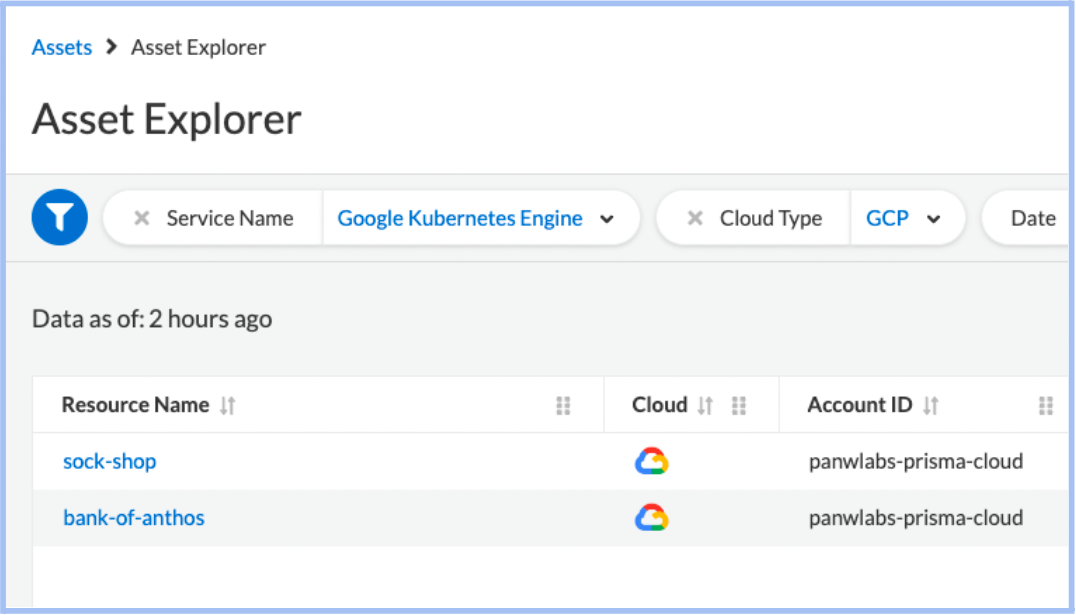 Assets > Asset Explorer
Asset Explorer
Service Name Google Kubernetes Engine Cloud Type GCP Date
Data as of: 2 hours ago
Resource Name Cloud Account ID
sock-shop panwlabs-prisma-cloud
bank-of-anthos panwlabs-prisma-cloud